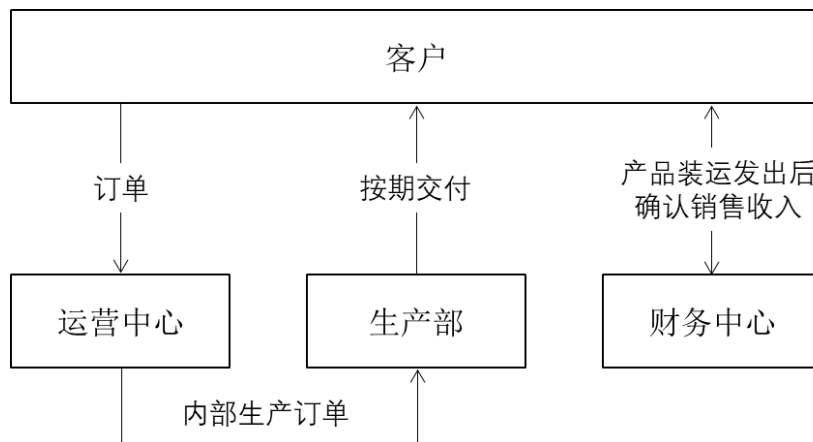 客户
订单
按期交付
产品装运发出后
确认销售收入
运营中心
生产部
财务中心
内部生产订单